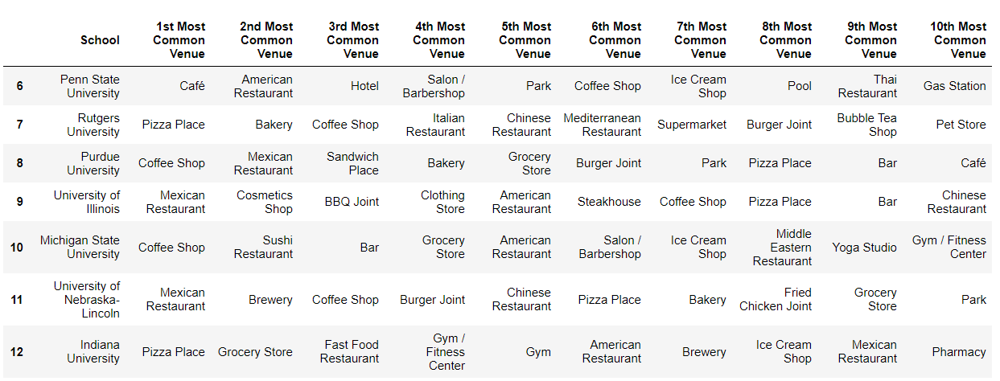 School 1st Most Common Venue 2nd Most Common Venue 3rd Most Common Venue 4th Most Common Venue 5th Most Common Venue 6th Most Common Venue 7th Most Common Venue 8th Most Common Venue 9th Most Common Venue 10th Most Common Venue
6 Penn State University Café American Restaurant Hotel Salon / Barbershop Park Coffee Shop Ice Cream Shop Pool Thai Restaurant Gas Station
7 Rutgers University Pizza Place Bakery Coffee Shop Italian Restaurant Chinese Restaurant Mediterranean Restaurant Supermarket Burger Joint Bubble Tea Shop Pet Store
8 Purdue University Coffee Shop Mexican Restaurant Sandwich Place Bakery Grocery Store Burger Joint Park Pizza Place Bar Café
9 University of Illinois Mexican Restaurant Cosmetics Shop BBQ Joint Clothing Store American Restaurant Steakhouse Coffee Shop Pizza Place Bar Chinese Restaurant
10 Michigan State University Coffee Shop Sushi Restaurant Bar Grocery Store American Restaurant Salon / Barbershop Ice Cream Shop Middle Eastern Restaurant Yoga Studio Gym / Fitness Center
11 University of Nebraska-Lincoln Mexican Restaurant Brewery Coffee Shop Burger Joint Chinese Restaurant Pizza Place Bakery Fried Chicken Joint Grocery Store Park
12 Indiana University Pizza Place Grocery Store Fast Food Restaurant Gym / Fitness Center Gym American Restaurant Brewery Ice Cream Shop Mexican Restaurant Pharmacy